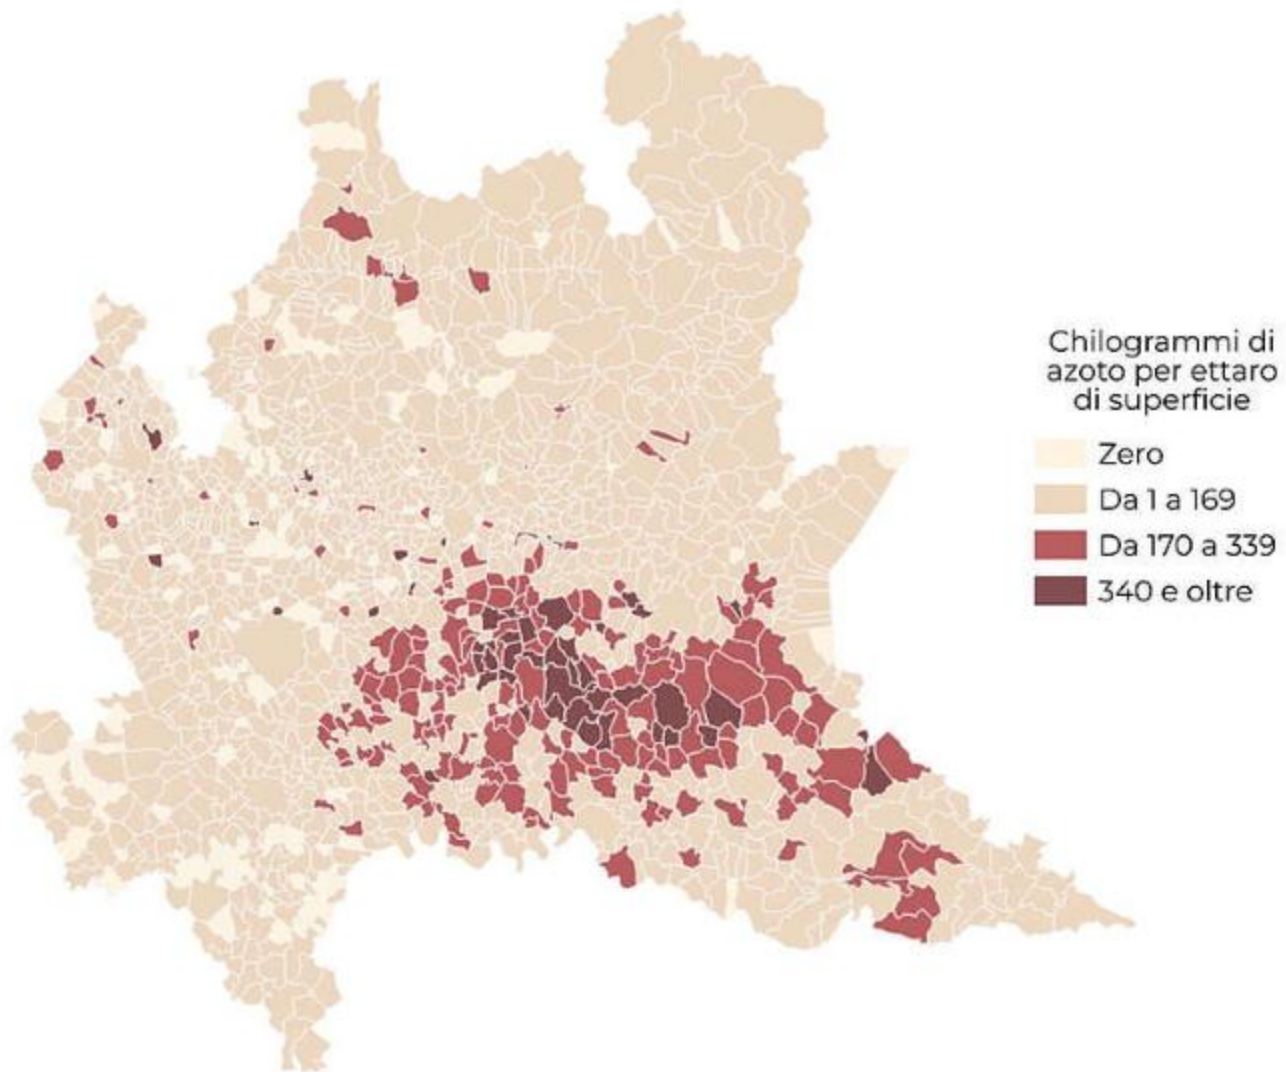 Chilogrammi di
azoto per ettaro
di superficie
Zero
Da 1 a 169
Da 170 a 339
340 e oltre